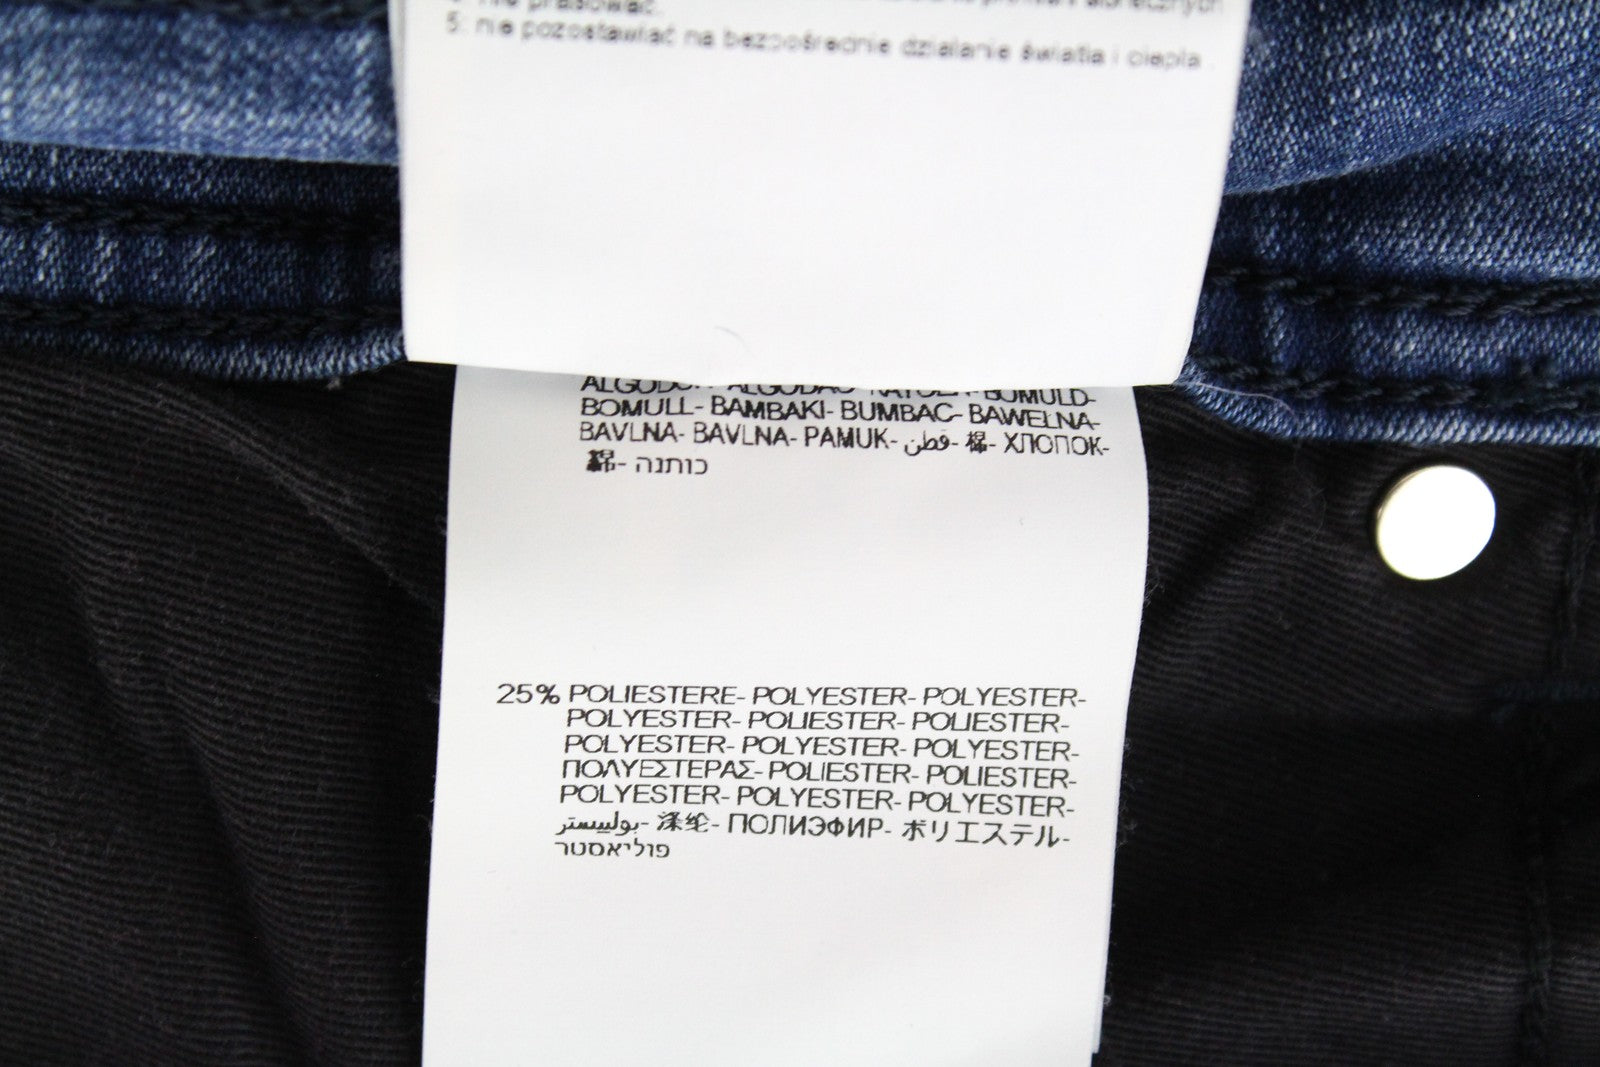 5: nie pozostawiać na bezpośrednie działanie światła i ciepła .
BOMULL- BAMBAKI- BUMBAC- BAWEŁNA-
BAVLNA- BAVLNA- PAMUK- قطن- 棉- ХЛОПОК-
綿- כותנה
25% POLIESTERE- POLYESTER- POLYESTER-
POLYESTER- POLIESTER- POLIESTER-
POLYESTER- POLYESTER- POLYESTER-
ΠΟΛΥΕΣΤΕΡΑΣ- POLIESTER- POLIESTER-
POLYESTER- POLYESTER- POLYESTER-
بولييستر- 涤纶- ПОЛИЭФИР- ポリエステル-
פוליאסטר